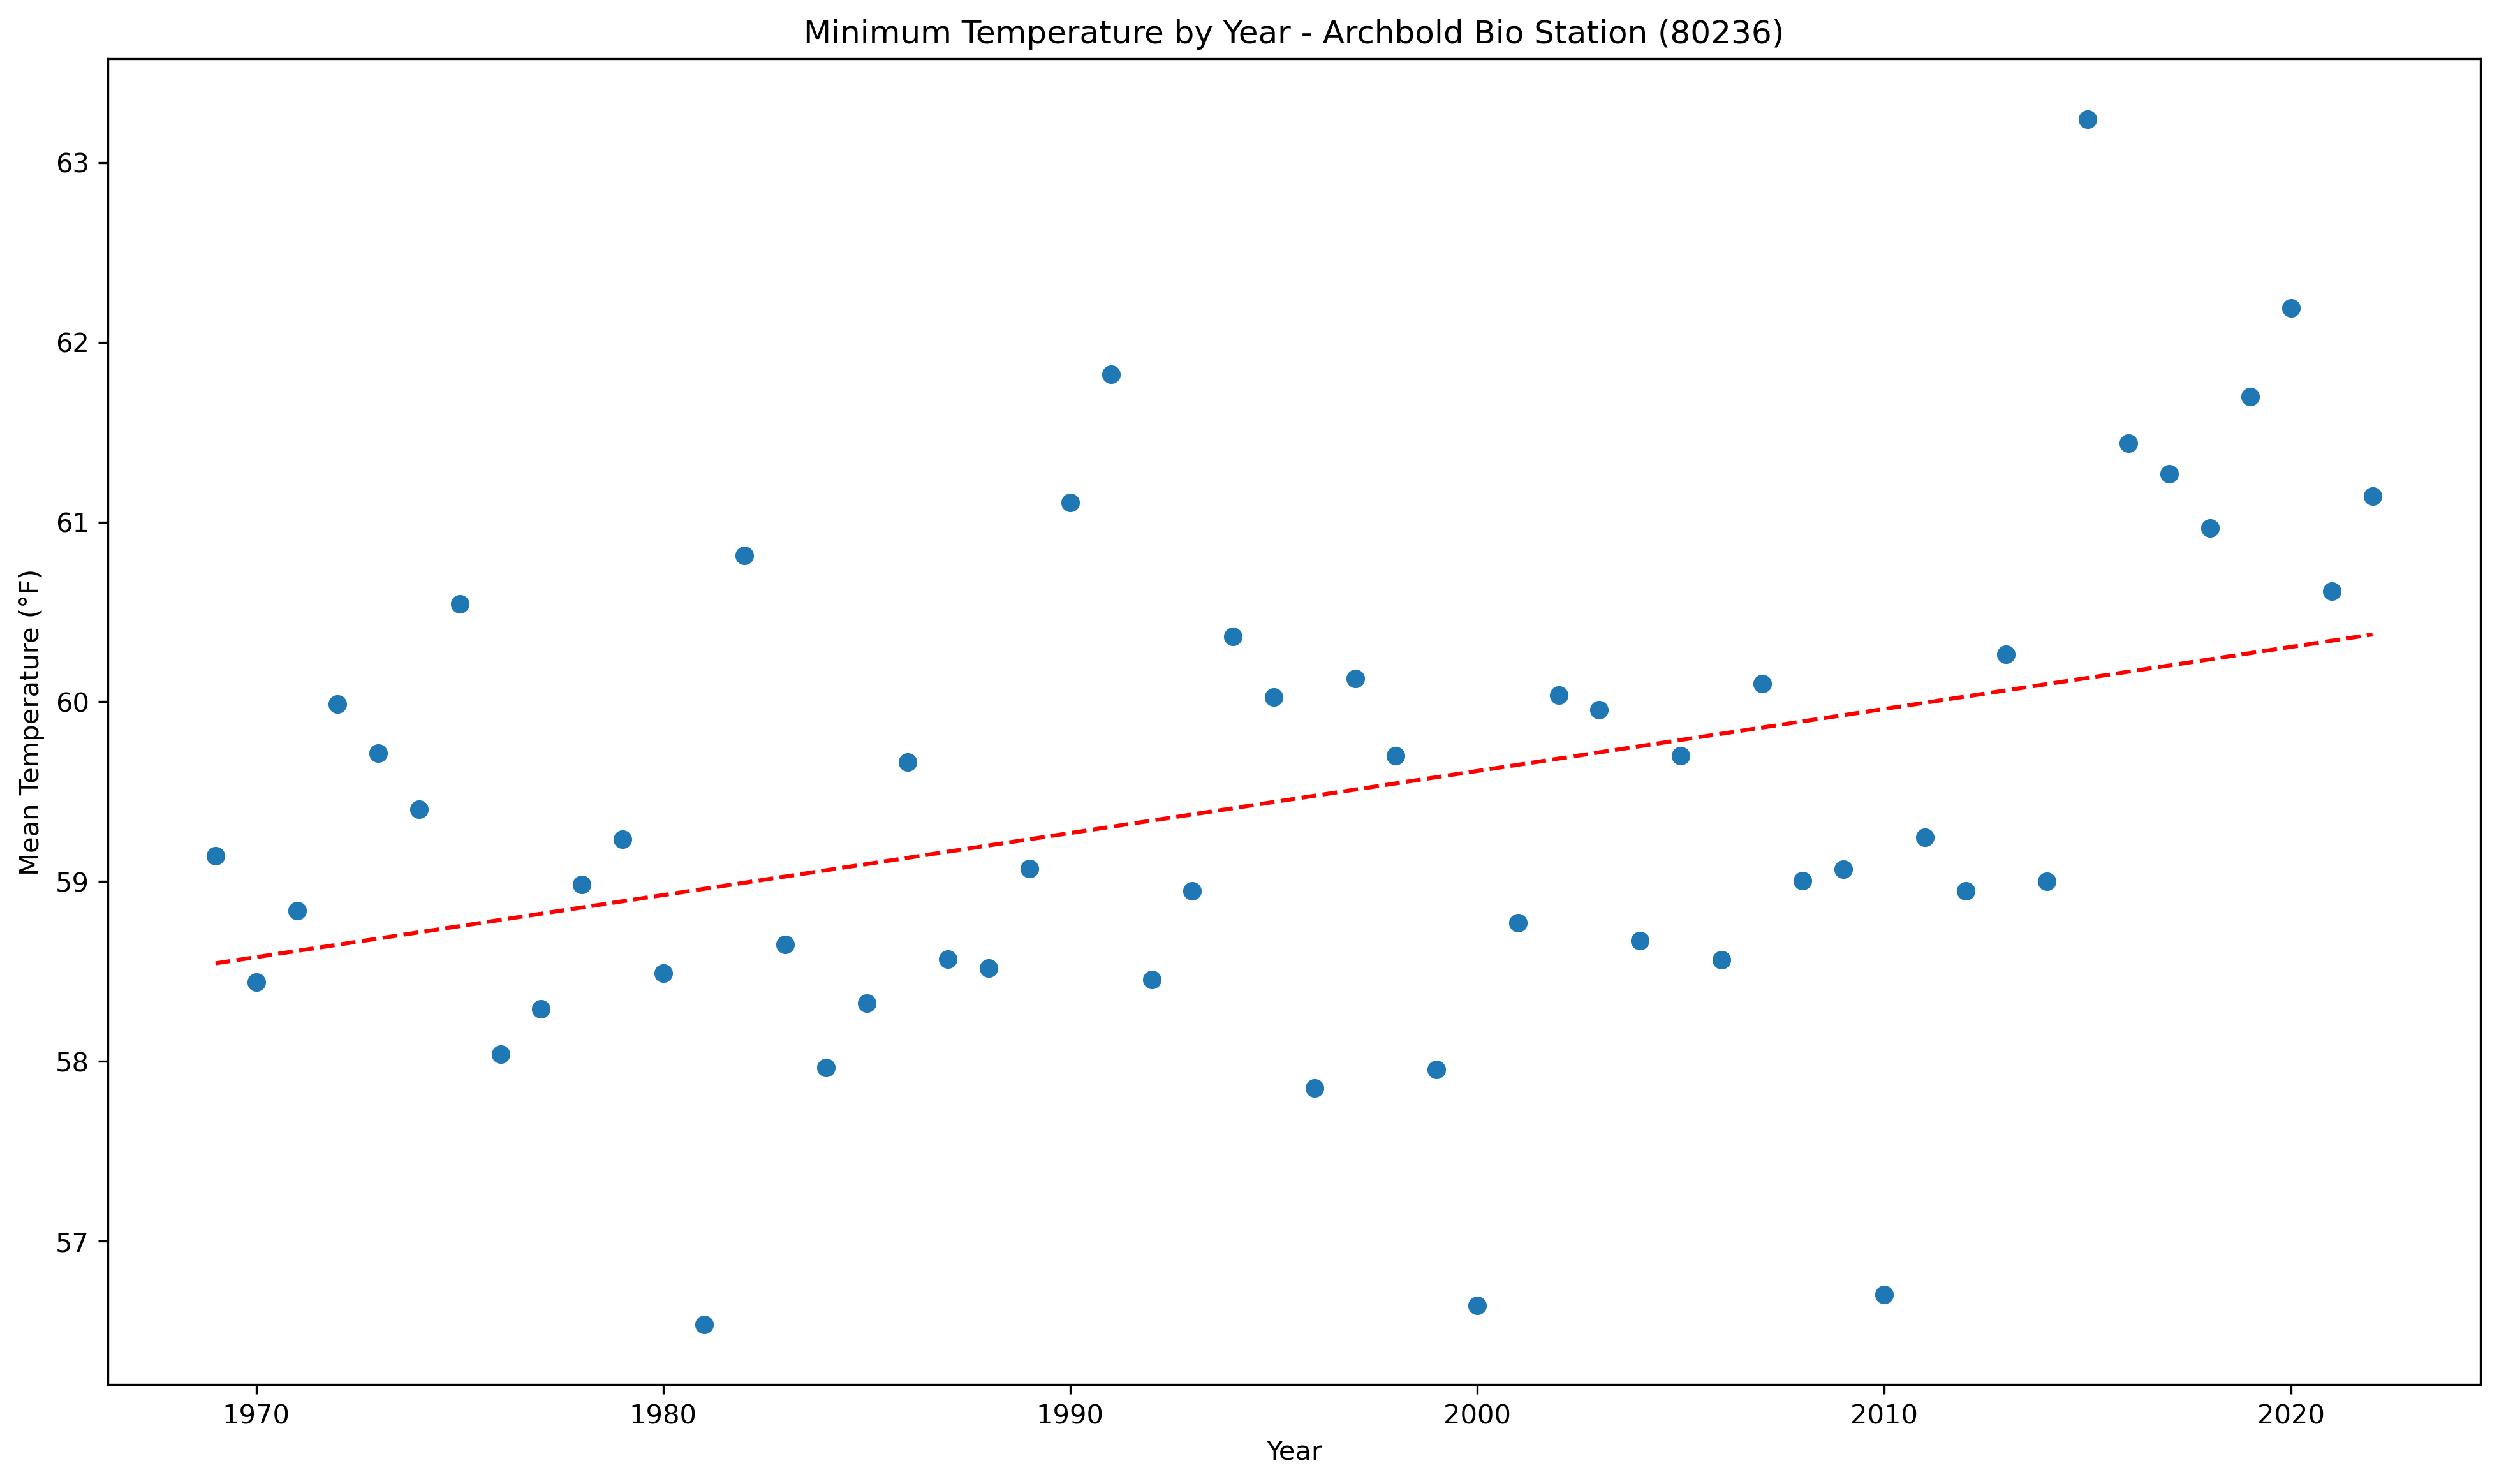 Minimum Temperature by Year - Archbold Bio Station (80236)
Mean Temperature (°F)
63
62
61
60
59
58
57
1970 1980 1990 2000 2010 2020
Year